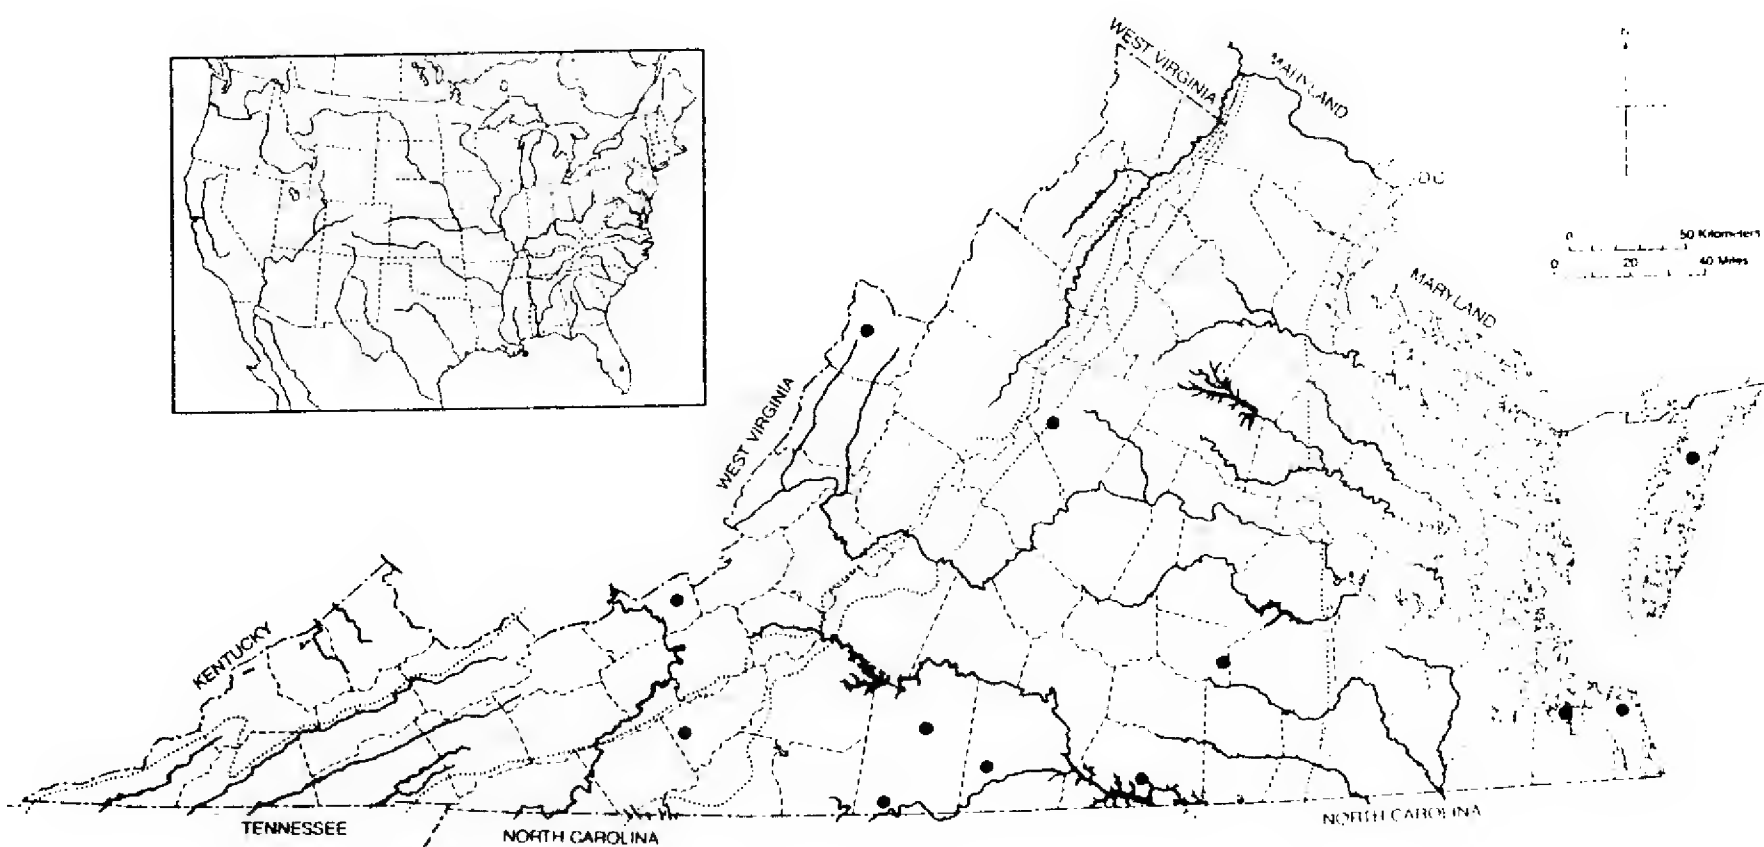 WEST VIRGINIA
MARYLAND
DC
0 50 Kilometers
0 20 40 Miles
MARYLAND
WEST VIRGINIA
KENTUCKY
TENNESSEE
NORTH CAROLINA
NORTH CAROLINA